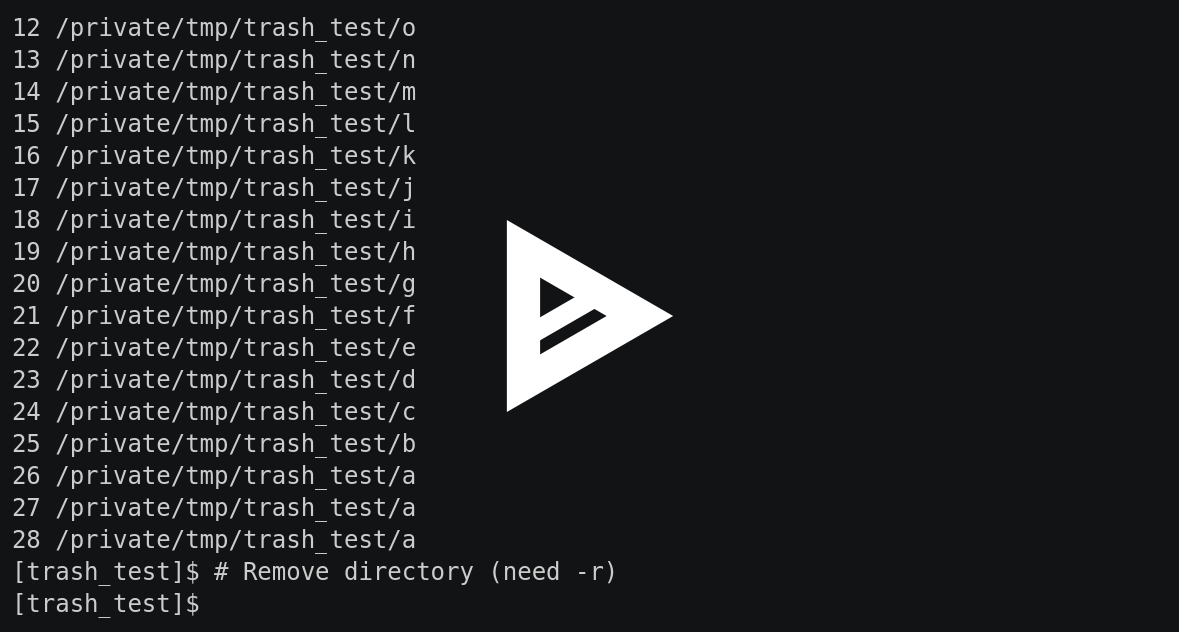 12 /private/tmp/trash_test/o
13 /private/tmp/trash_test/n
14 /private/tmp/trash_test/m
15 /private/tmp/trash_test/l
16 /private/tmp/trash_test/k
17 /private/tmp/trash_test/j
18 /private/tmp/trash_test/i
19 /private/tmp/trash_test/h
20 /private/tmp/trash_test/g
21 /private/tmp/trash_test/f
22 /private/tmp/trash_test/e
23 /private/tmp/trash_test/d
24 /private/tmp/trash_test/c
25 /private/tmp/trash_test/b
26 /private/tmp/trash_test/a
27 /private/tmp/trash_test/a
28 /private/tmp/trash_test/a
[trash_test]$ # Remove directory (need -r)
[trash_test]$